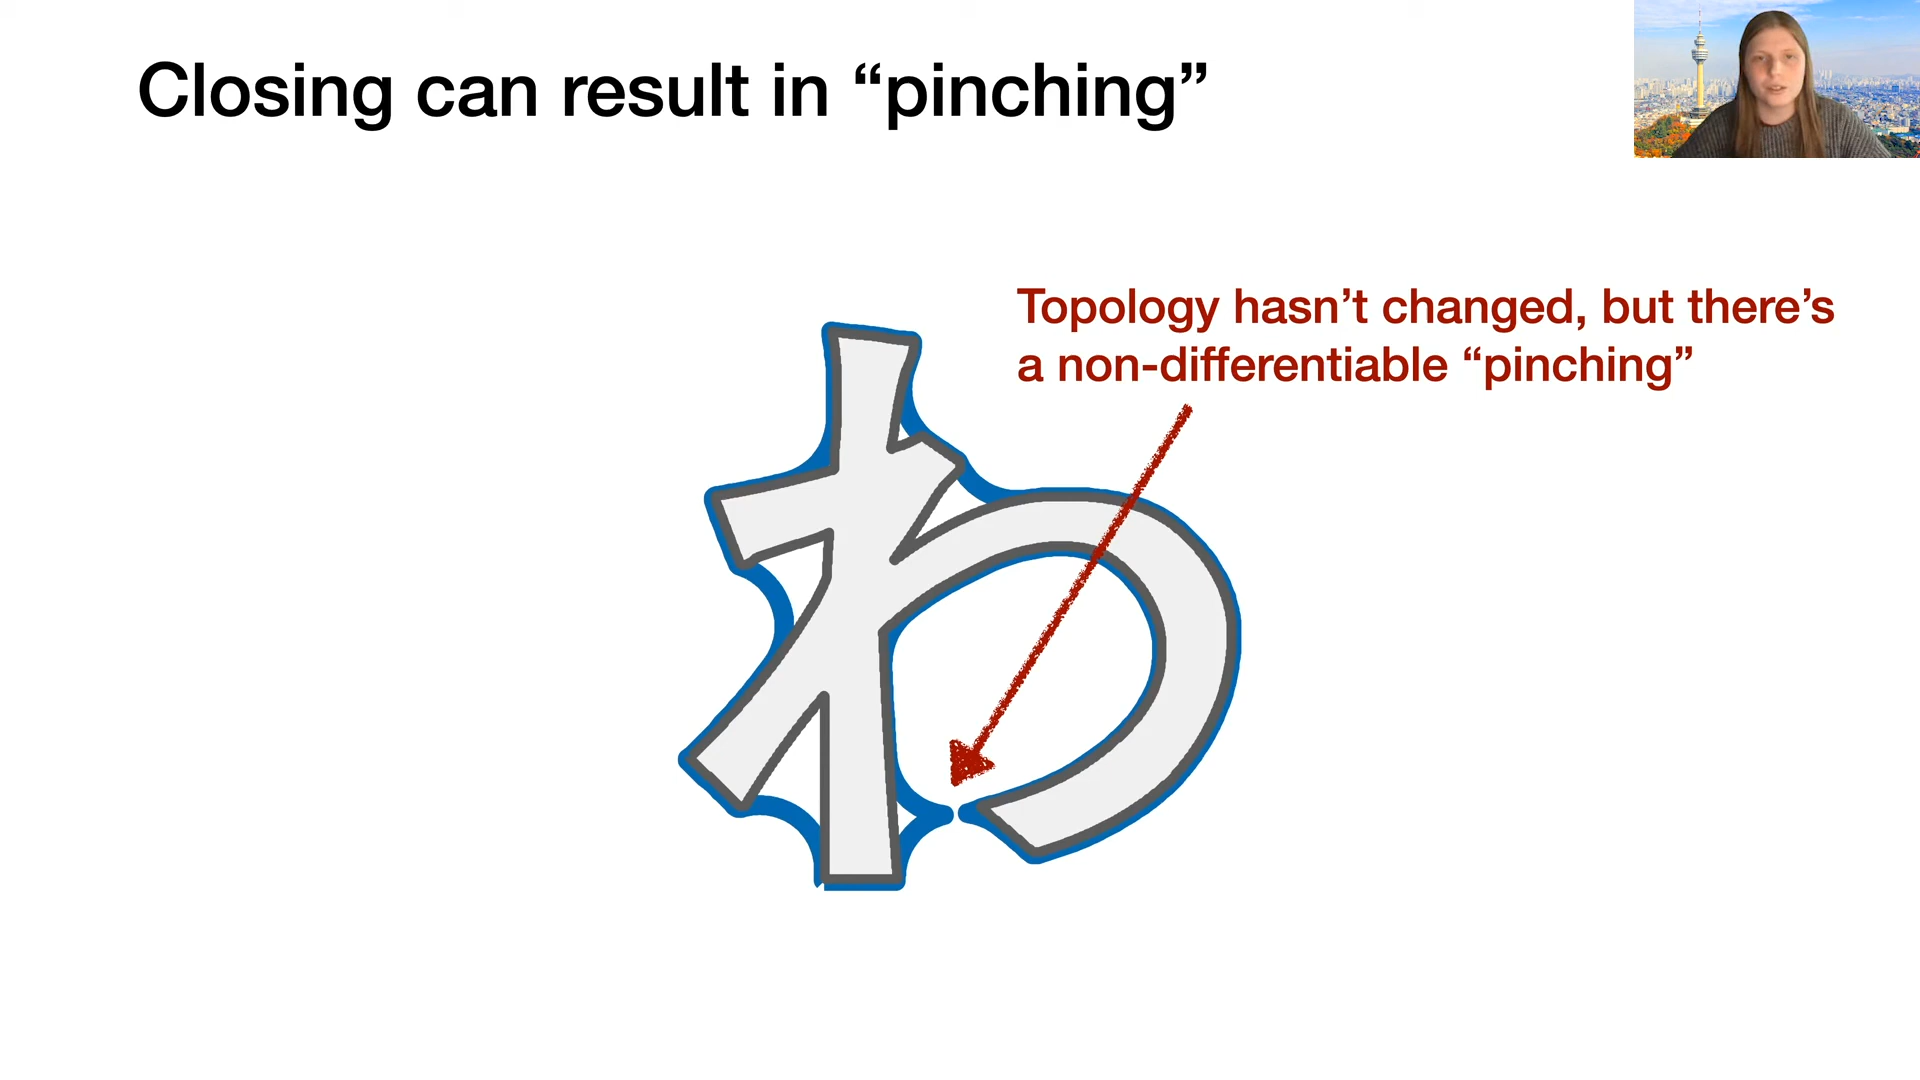 Closing can result in “pinching”
Topology hasn’t changed, but there’s
a non-differentiable “pinching”
わ